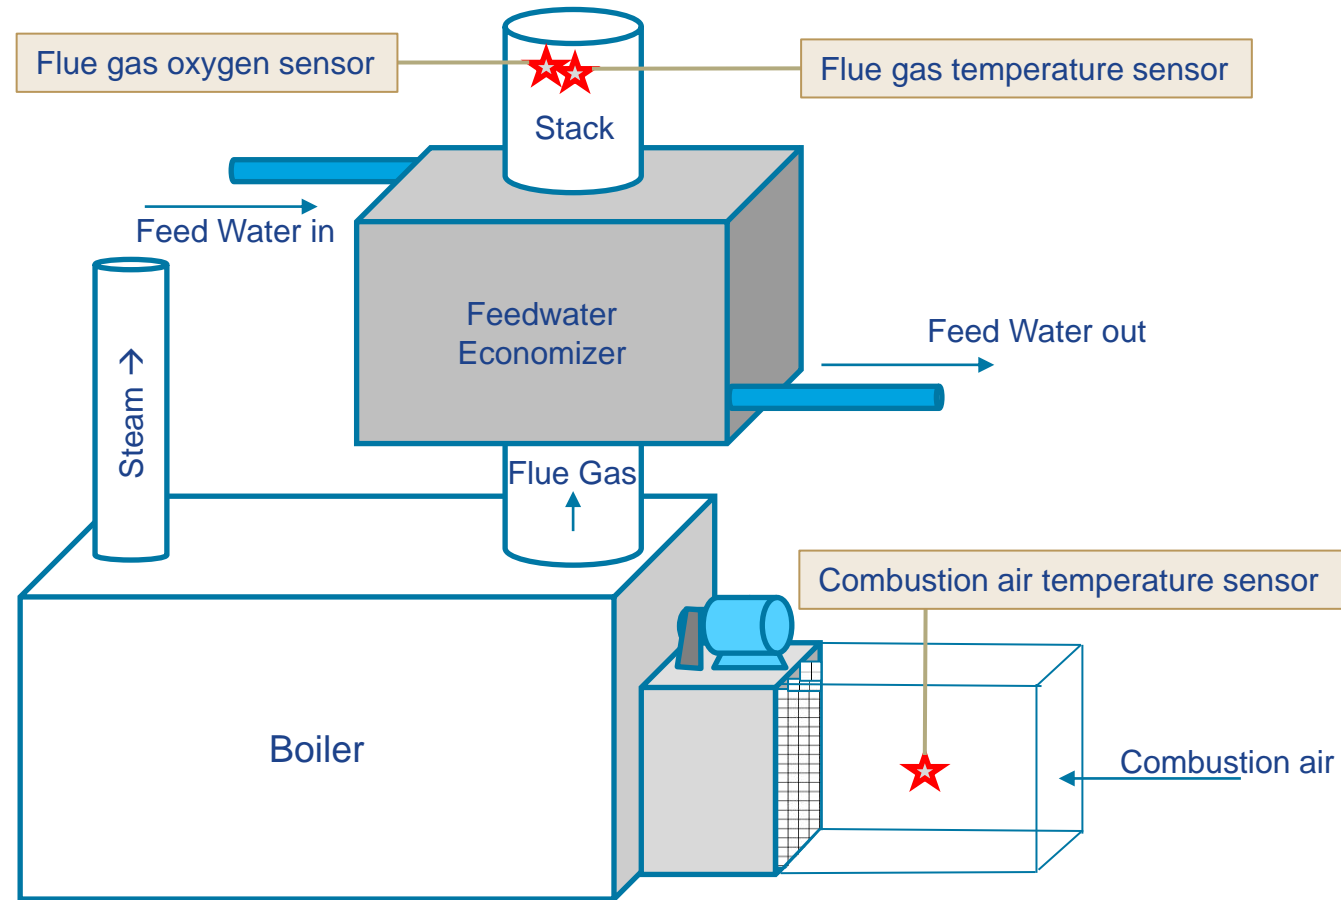 Flue gas oxygen sensor
Flue gas temperature sensor
Stack
Feed Water in
Feedwater
Economizer
Feed Water out
Steam →
Flue Gas
Combustion air temperature sensor
Boiler
Combustion air